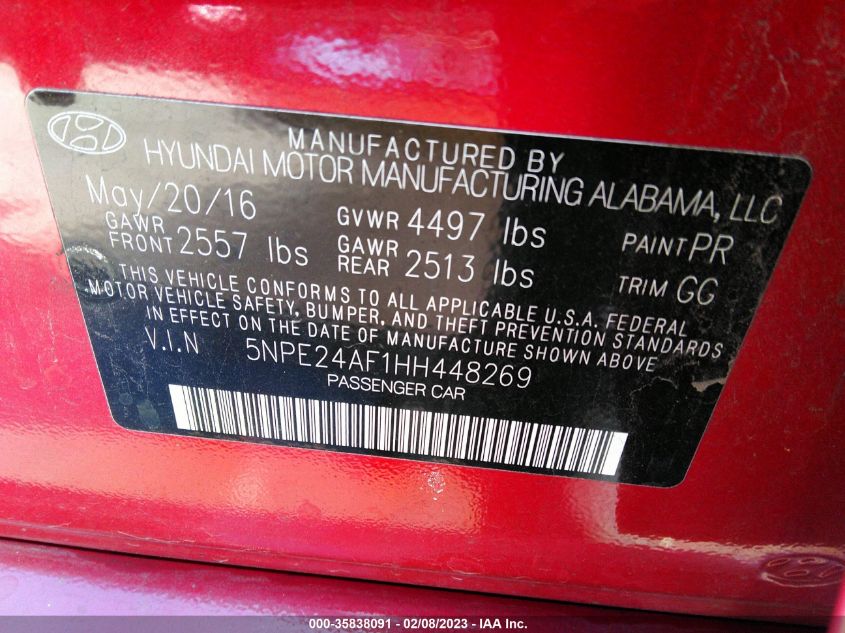 MANUFACTURED BY
HYUNDAI MOTOR MANUFACTURING ALABAMA, LLC
May/20/16 GVWR 4497 lbs PAINT PR
GAWR FRONT 2557 lbs GAWR REAR 2513 lbs TRIM GG
THIS VEHICLE CONFORMS TO ALL APPLICABLE U.S.A. FEDERAL
MOTOR VEHICLE SAFETY, BUMPER, AND THEFT PREVENTION STANDARDS
IN EFFECT ON THE DATE OF MANUFACTURE SHOWN ABOVE.
V.I.N 5NPE24AF1HH448269
PASSENGER CAR
000-35838091 - 02/08/2023 - IAA Inc.